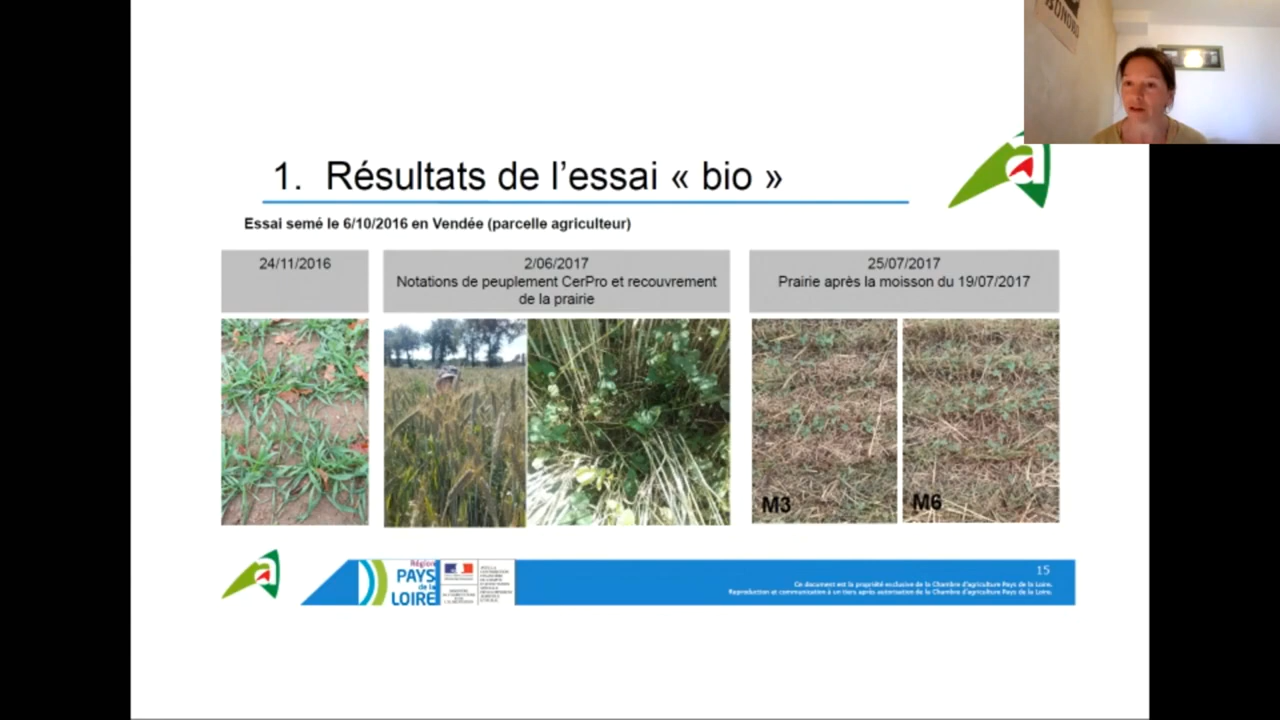 1. Résultats de l’essai « bio »
Essai semé le 6/10/2016 en Vendée (parcelle agriculteur)
24/11/2016
2/06/2017
Notations de peuplement CerPro et recouvrement
de la prairie
25/07/2017
Prairie après la moisson du 19/07/2017
M3
M6
Région
PAYS
de la
LOIRE
15
Ce document est la propriété exclusive de la Chambre d'agriculture Pays de la Loire.
Reproduction et communication à un tiers après autorisation de la Chambre d'agriculture Pays de la Loire.